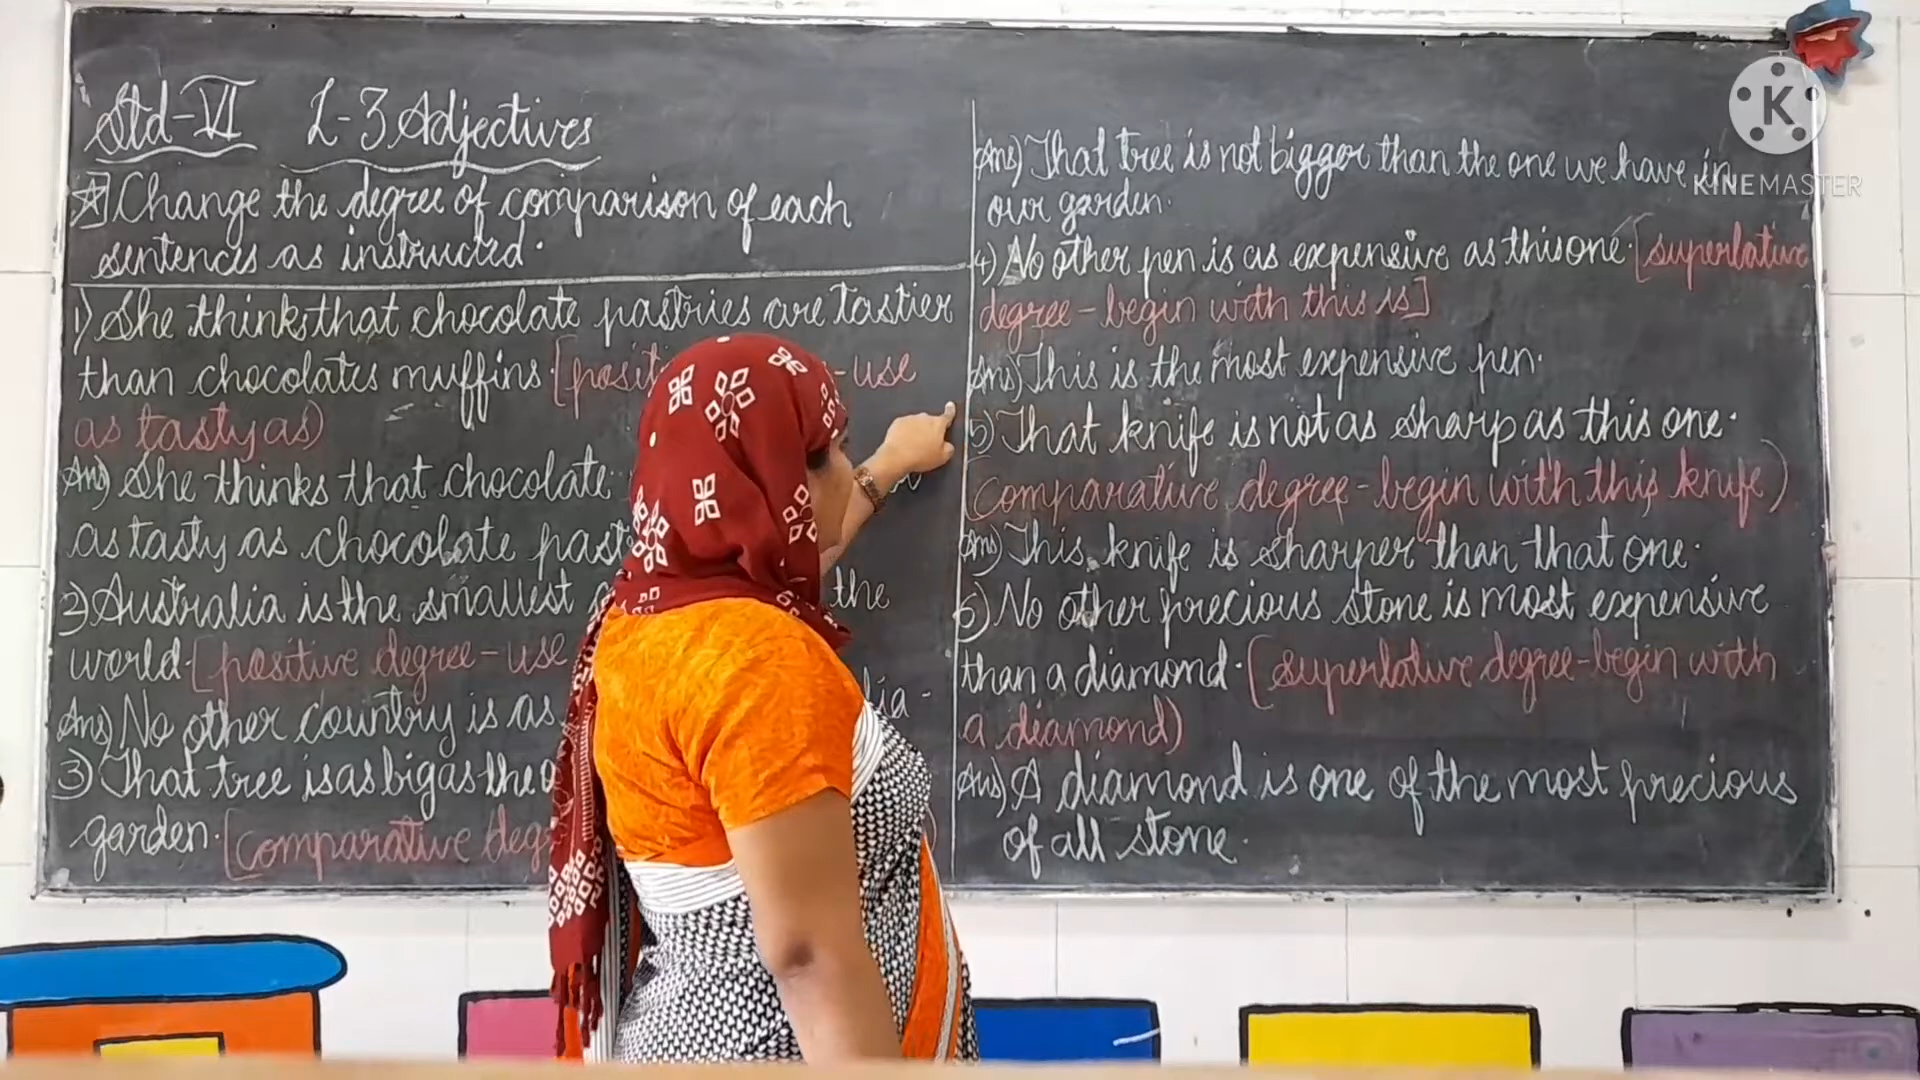 Std-VI L-3 Adjectives
Change the degree of comparison of each
sentences as instructed.
1) She thinks that chocolate pastries are tastier
than chocolates muffins. [posit -use
as tasty as)
Ans) She thinks that chocolate
as tasty as chocolate past
2) Australia is the smallest the
world. [positive degree - use
Ans) No other country is as
3) That tree is as big as the
garden. [comparative deg )
Ans) That tree is not bigger than the one we have in
our garden.
4) No other pen is as expensive as this one. [superlative
degree - begin with this is]
Ans) This is the most expensive pen.
5) That knife is not as sharp as this one.
(comparative degree - begin with this knife)
Ans) This knife is sharper than that one.
6) No other precious stone is most expensive
than a diamond. [superlative degree - begin with
a diamond)
Ans) A diamond is one of the most precious
of all stone.
K
KINEMASTER